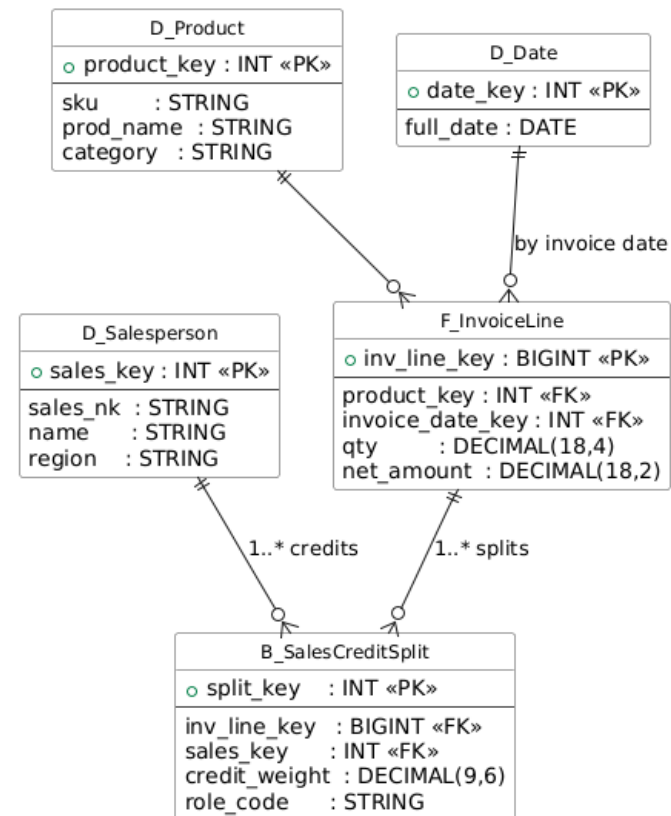 D_Product
product_key : INT «PK»
sku : STRING
prod_name : STRING
category : STRING
D_Date
date_key : INT «PK»
full_date : DATE
by invoice date
D_Salesperson
sales_key : INT «PK»
sales_nk : STRING
name : STRING
region : STRING
F_InvoiceLine
inv_line_key : BIGINT «PK»
product_key : INT «FK»
invoice_date_key : INT «FK»
qty : DECIMAL(18,4)
net_amount : DECIMAL(18,2)
1..* credits
1..* splits
B_SalesCreditSplit
split_key : INT «PK»
inv_line_key : BIGINT «FK»
sales_key : INT «FK»
credit_weight : DECIMAL(9,6)
role_code : STRING